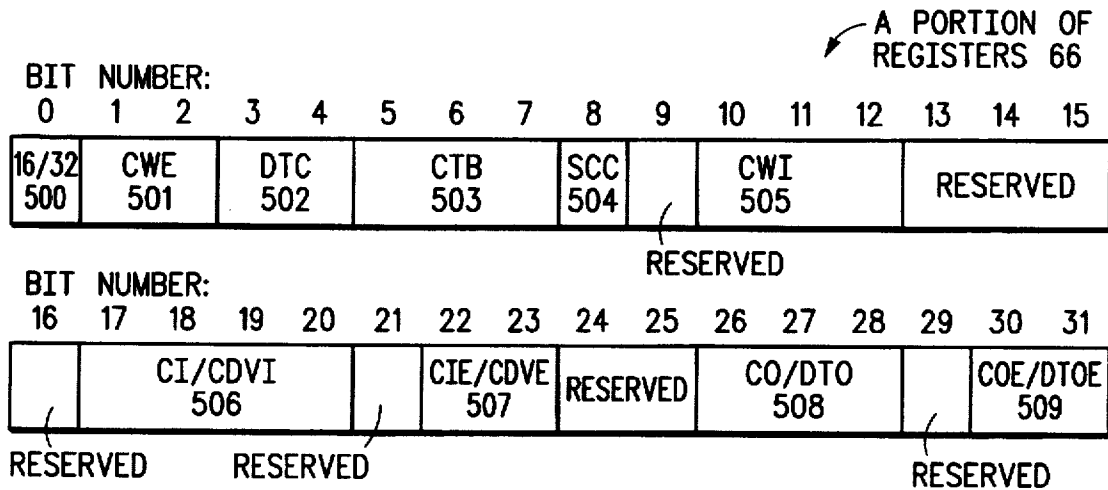 A PORTION OF
REGISTERS 66
BIT NUMBER:
0 1 2 3 4 5 6 7 8 9 10 11 12 13 14 15
16/32 CWE DTC CTB SCC CWI RESERVED
500 501 502 503 504 505
RESERVED
BIT NUMBER:
16 17 18 19 20 21 22 23 24 25 26 27 28 29 30 31
CI/CDVI CIE/CDVE RESERVED CO/DTO COE/DTOE
506 507 508 509
RESERVED RESERVED RESERVED